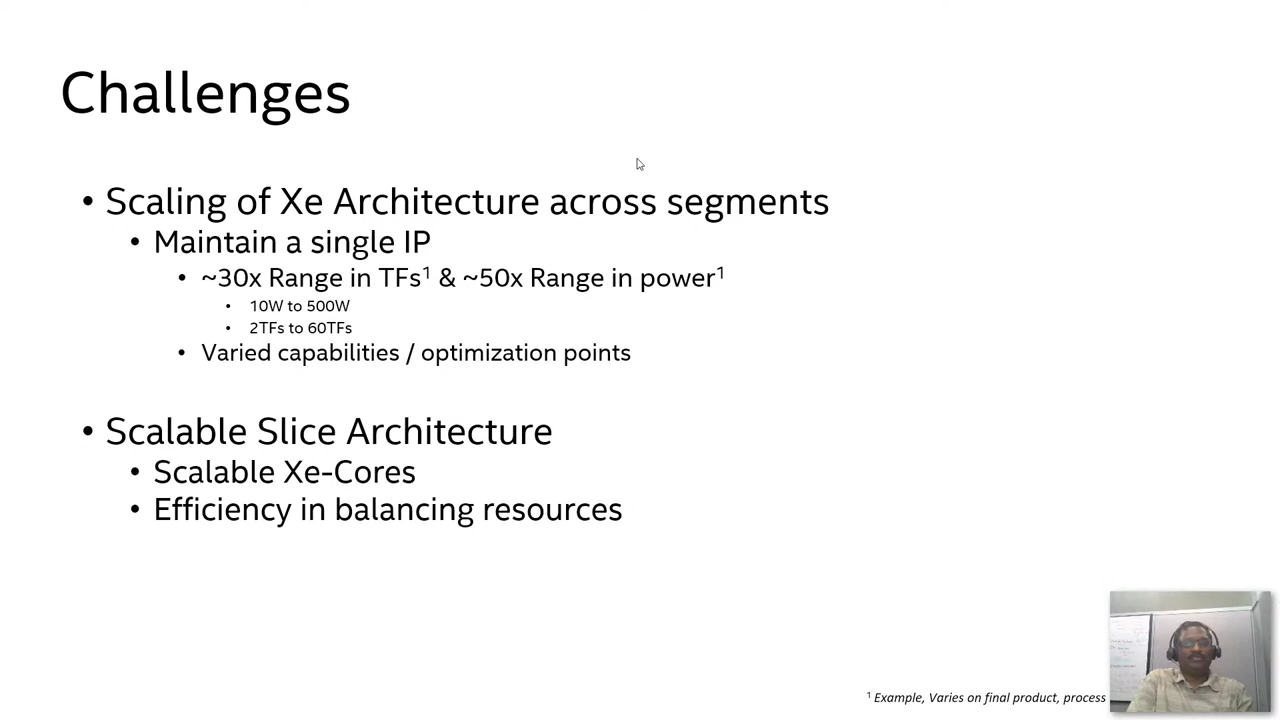 Challenges
• Scaling of Xe Architecture across segments
• Maintain a single IP
• ~30x Range in TFs¹ & ~50x Range in power¹
• 10W to 500W
• 2TFs to 60TFs
• Varied capabilities / optimization points
• Scalable Slice Architecture
• Scalable Xe-Cores
• Efficiency in balancing resources
¹ Example, Varies on final product, process